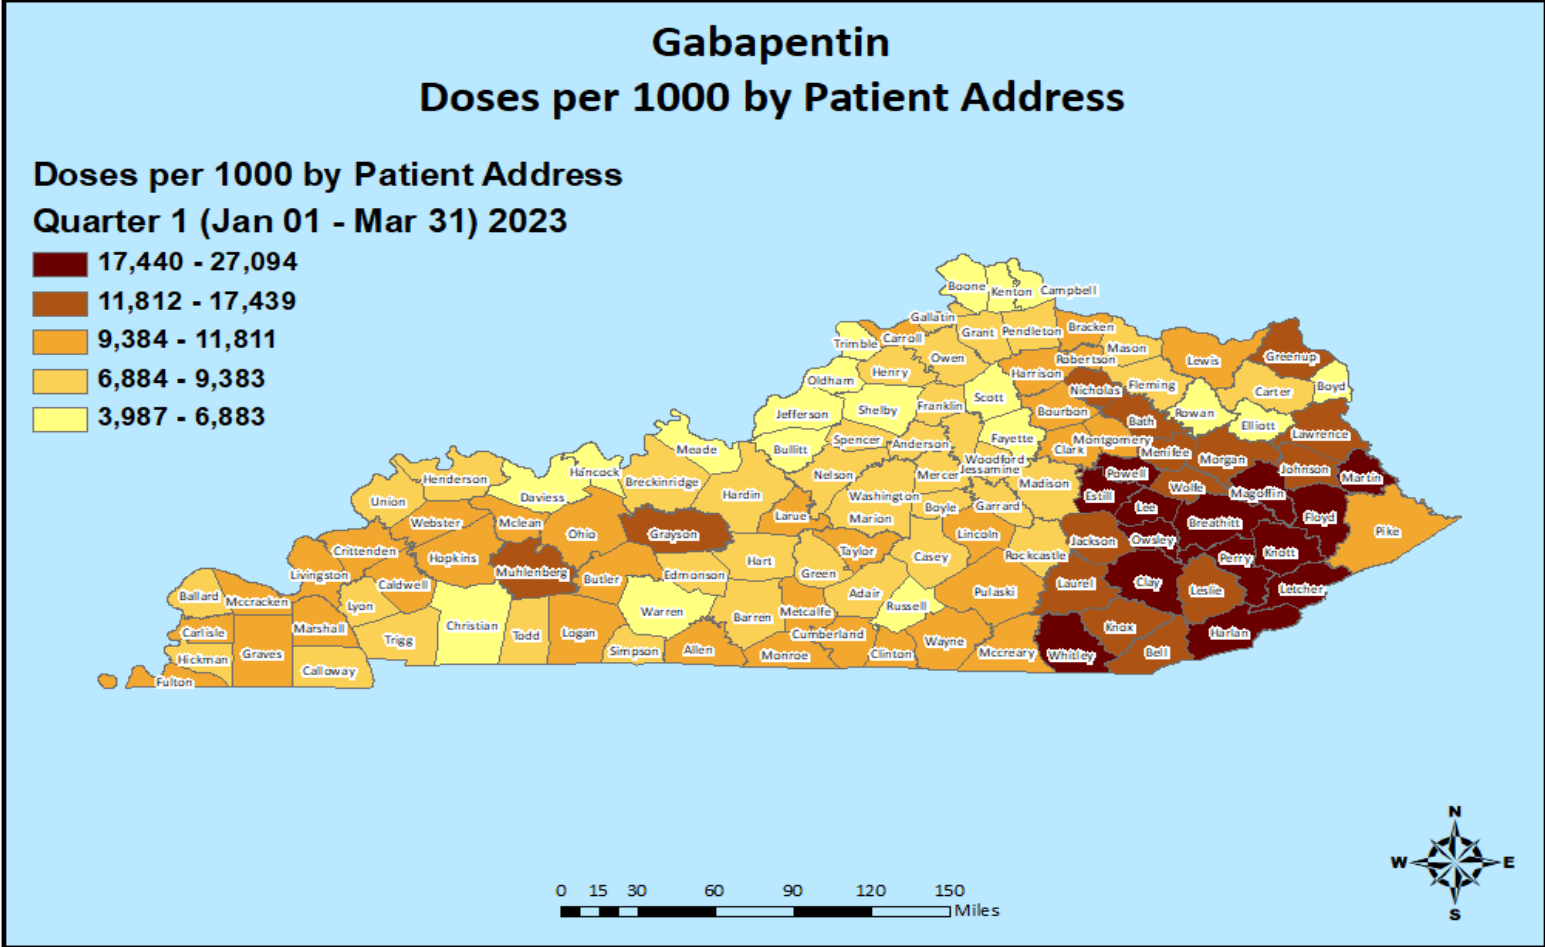 Gabapentin
Doses per 1000 by Patient Address
Doses per 1000 by Patient Address
Quarter 1 (Jan 01 - Mar 31) 2023
17,440 - 27,094
11,812 - 17,439
9,384 - 11,811
6,884 - 9,383
3,987 - 6,883
Boone Kenton Campbell
Gallatin
Trimble Carroll Grant Pendleton Bracken
Owen Robertson Mason Lewis Greenup
Oldham Henry Harrison Nicholas Fleming Carter Boyd
Jefferson Shelby Franklin Scott Bourbon Rowan
Bath Elliott Lawrence
Meade Bullitt Spencer Anderson Fayette Clark Montgomery
Menifee Morgan
Woodford
Hancock Jessamine Johnson Martin
Henderson Breckinridge Nelson Mercer Powell
Union Daviess Hardin Washington Madison Estill Wolfe Magoffin
Webster Mclean Larue Marion Boyle Garrard Lee Breathitt Floyd
Ohio Grayson Lincoln Jackson Owsley Pike
Crittenden Hopkins Hart Taylor Casey Rockcastle Perry Knott
Livingston Caldwell Muhlenberg Butler Edmonson Green Laurel Clay Leslie Letcher
Ballard Mccracken Lyon Adair Pulaski
Warren Barren Metcalfe Russell
Carlisle Marshall Trigg Christian Todd Logan Cumberland Wayne Knox Harlan
Hickman Graves Simpson Allen Monroe Clinton Mccreary Whitley Bell
Fulton Calloway
N
W E
S
0 15 30 60 90 120 150
Miles